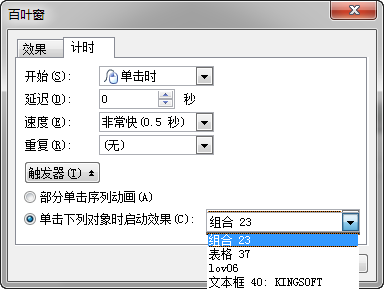 百叶窗
效果 计时
开始(S): 单击时
延迟(D): 0 秒
速度(E): 非常快(0.5 秒)
重复(R): (无)
触发器(T)
部分单击序列动画(A)
单击下列对象时启动效果(C): 组合 23
组合 23
表格 37
lov06
文本框 40: KINGSOFT